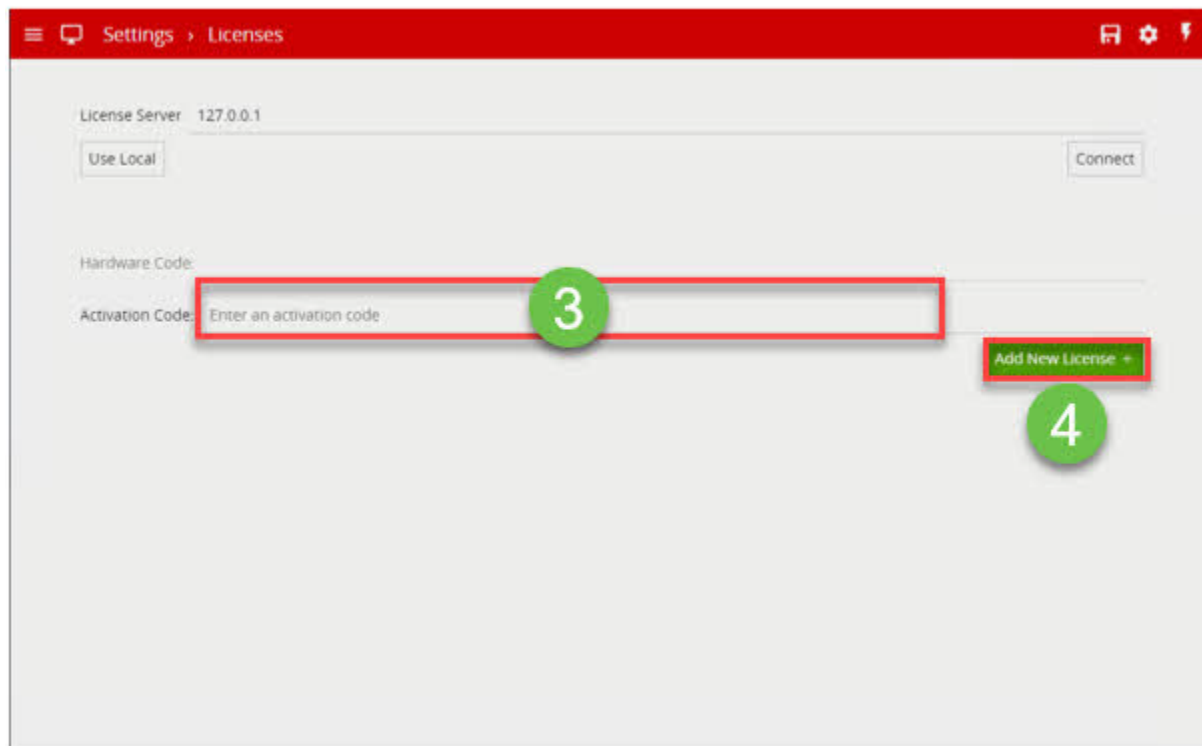 Settings › Licenses
License Server 127.0.0.1
Use Local Connect
Hardware Code:
Activation Code: Enter an activation code
3
Add New License +
4